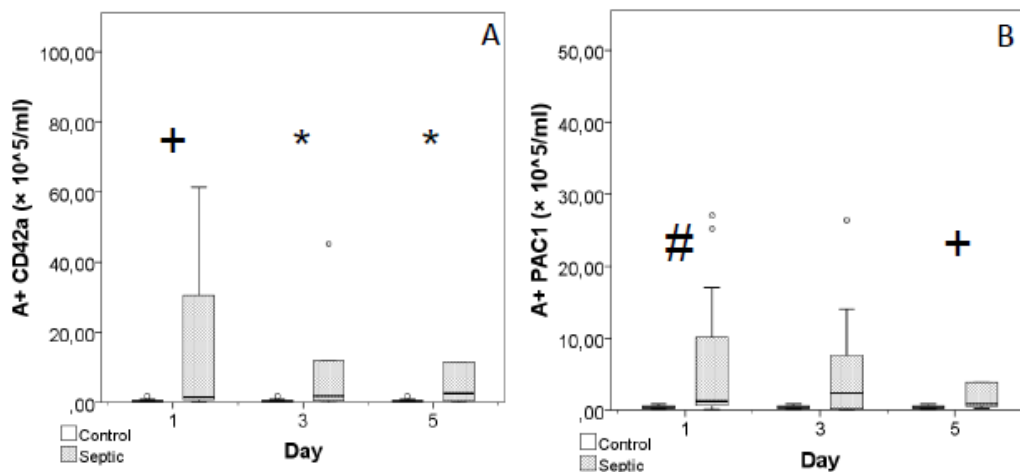 A
A+ CD42a (× 10^5/ml)
100,00
80,00
60,00
40,00
20,00
,00
+ * *
1 3 5
Day
Control
Septic
B
A+ PAC1 (× 10^5/ml)
50,00
40,00
30,00
20,00
10,00
,00
# +
1 3 5
Day
Control
Septic